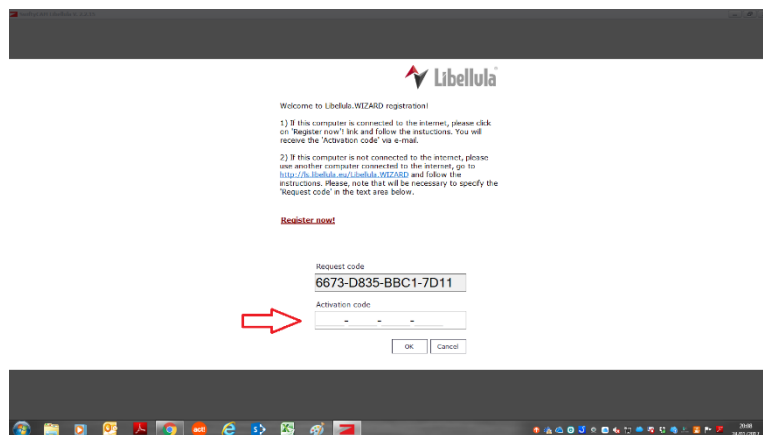 Libellula
Welcome to Libellula.WIZARD registration!
1) If this computer is connected to the internet, please click
on 'Register now'! link and follow the instuctions. You will
receive the 'Activation code' via e-mail.
2) If this computer is not connected to the internet, please
use another computer connected to the internet, go to
http://ls.libellula.eu/Libellula.WIZARD and follow the
instructions. Please, note that will be necessary to specify the
'Request code' in the text area below.
Register now!
Request code
6673-D835-BBC1-7D11
Activation code
- - -
OK Cancel
act!
20:08